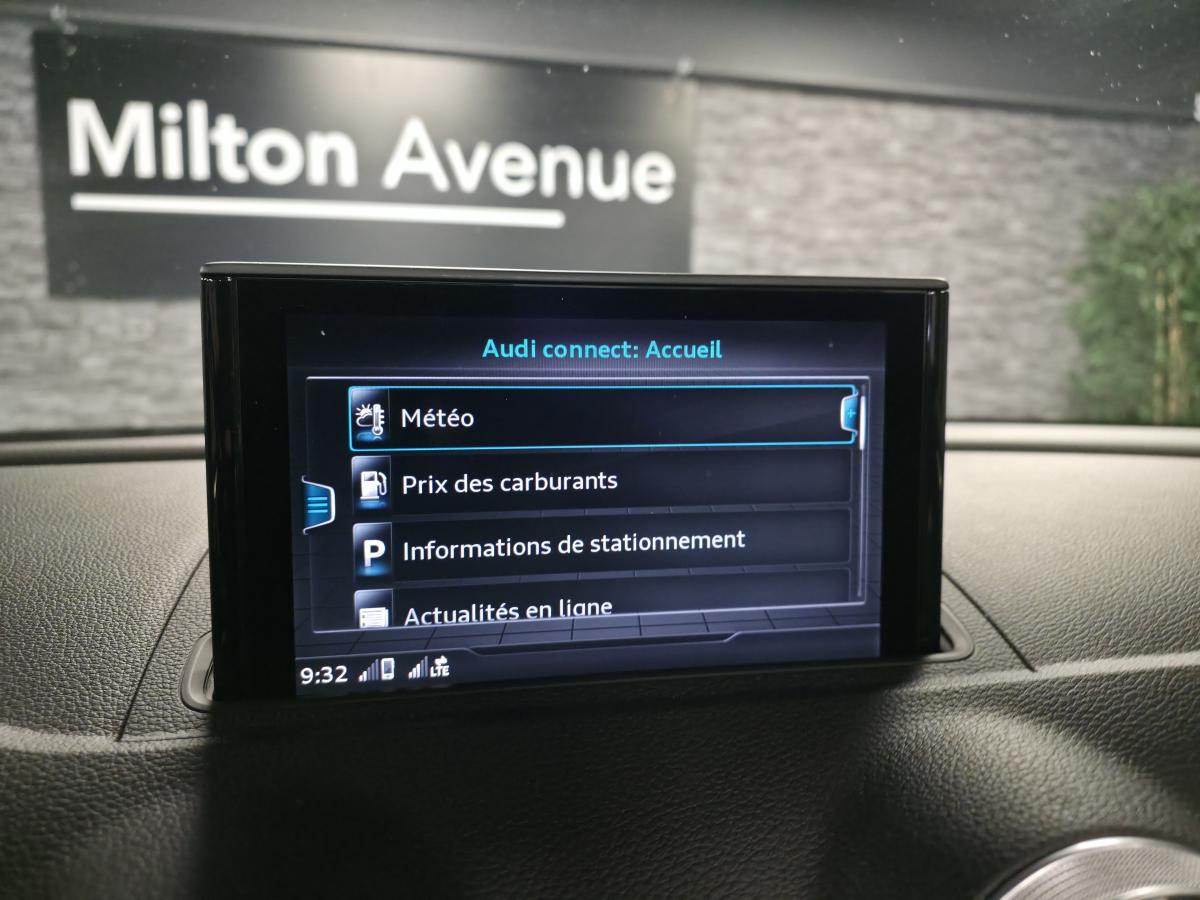 Milton Avenue
Audi connect: Accueil
Météo
Prix des carburants
P Informations de stationnement
Actualités en ligne
9:32 LTE